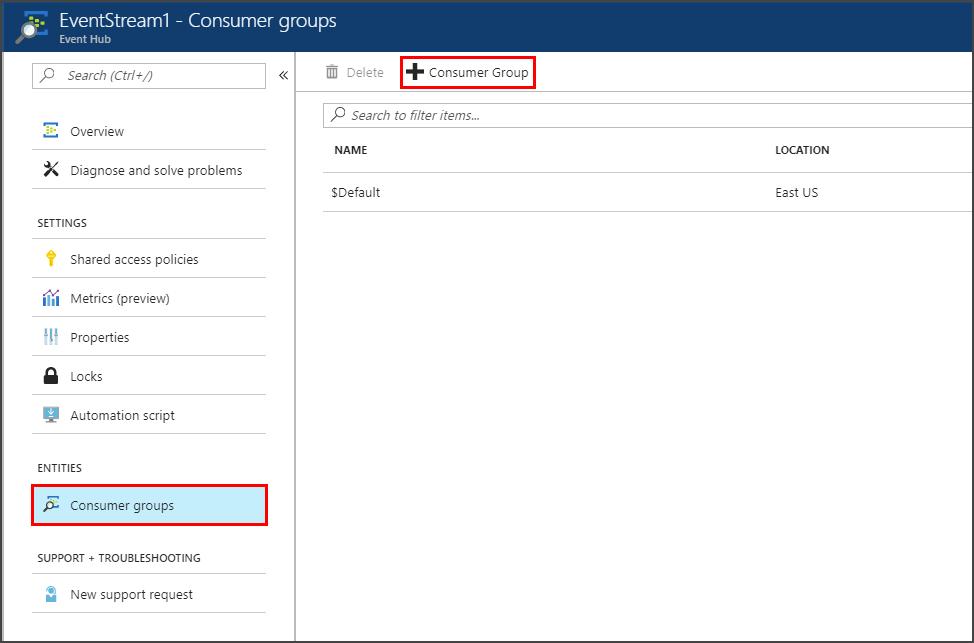 EventStream1 - Consumer groups
Event Hub
Search (Ctrl+/)
«
Overview
Diagnose and solve problems
SETTINGS
Shared access policies
Metrics (preview)
Properties
Locks
Automation script
ENTITIES
Consumer groups
SUPPORT + TROUBLESHOOTING
New support request
Delete
Consumer Group
Search to filter items...
NAME LOCATION
$Default East US